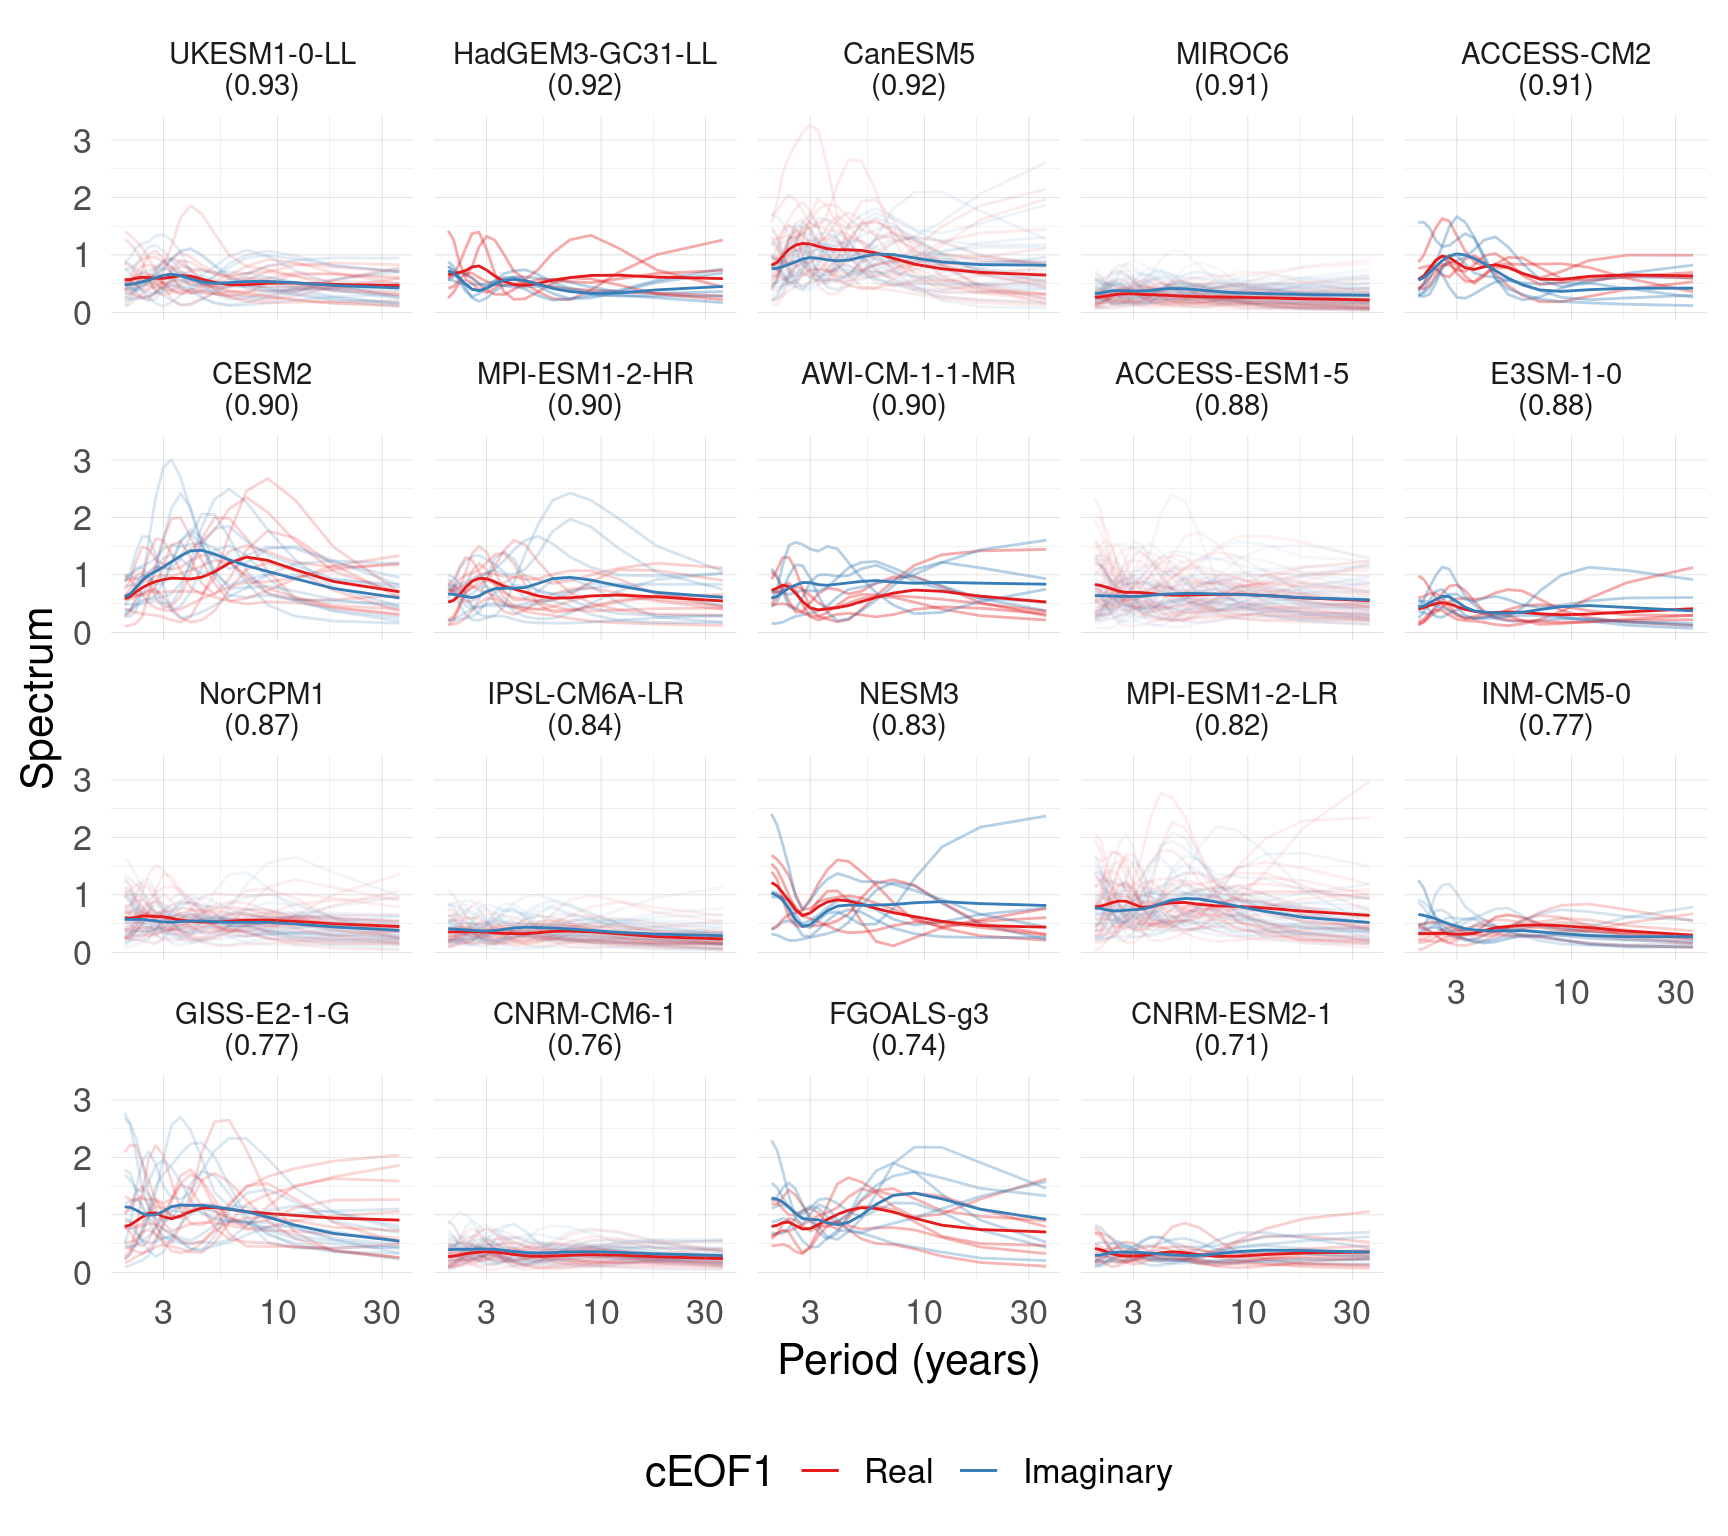 UKESM1-0-LL HadGEM3-GC31-LL CanESM5 MIROC6 ACCESS-CM2
(0.93) (0.92) (0.92) (0.91) (0.91)
3
2
1
0
CESM2 MPI-ESM1-2-HR AWI-CM-1-1-MR ACCESS-ESM1-5 E3SM-1-0
(0.90) (0.90) (0.90) (0.88) (0.88)
3
2
1
0
Spectrum
NorCPM1 IPSL-CM6A-LR NESM3 MPI-ESM1-2-LR INM-CM5-0
(0.87) (0.84) (0.83) (0.82) (0.77)
3
2
1
0
3 10 30
GISS-E2-1-G CNRM-CM6-1 FGOALS-g3 CNRM-ESM2-1
(0.77) (0.76) (0.74) (0.71)
3
2
1
0
3 10 30 3 10 30 3 10 30 3 10 30
Period (years)
cEOF1 Real Imaginary